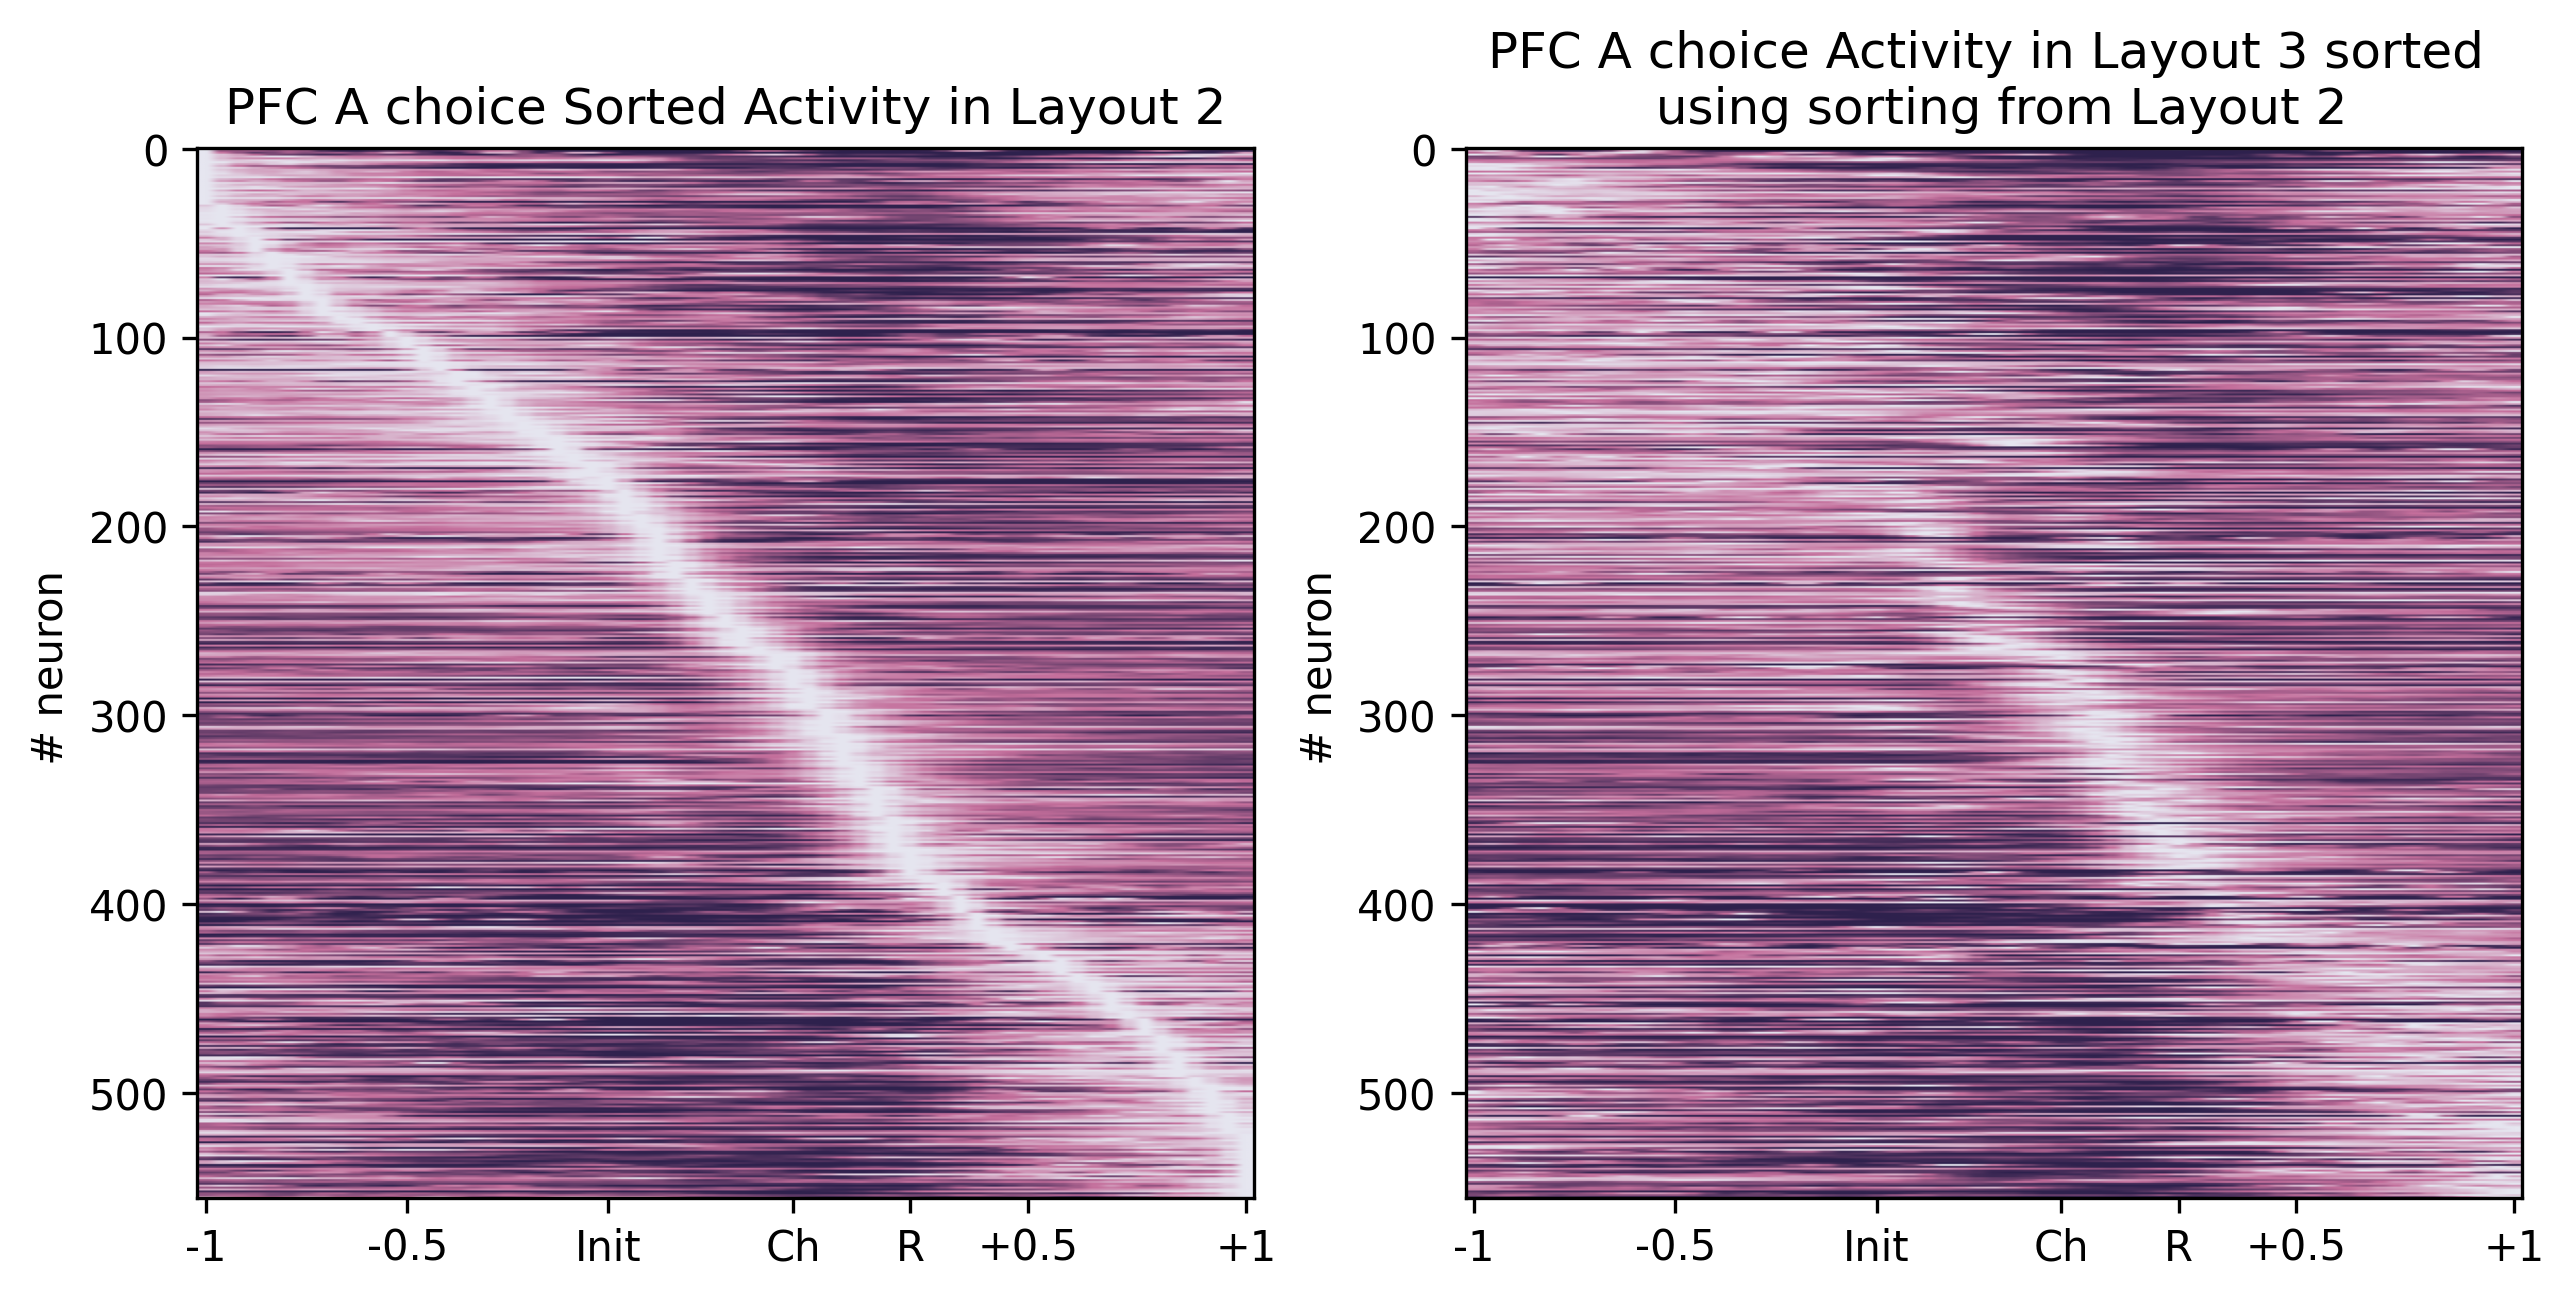 PFC A choice Sorted Activity in Layout 2
0
100
200
300
400
500
# neuron
-1
-0.5
Init
Ch
R
+0.5
+1
PFC A choice Activity in Layout 3 sorted
using sorting from Layout 2
0
100
200
300
400
500
# neuron
-1
-0.5
Init
Ch
R
+0.5
+1